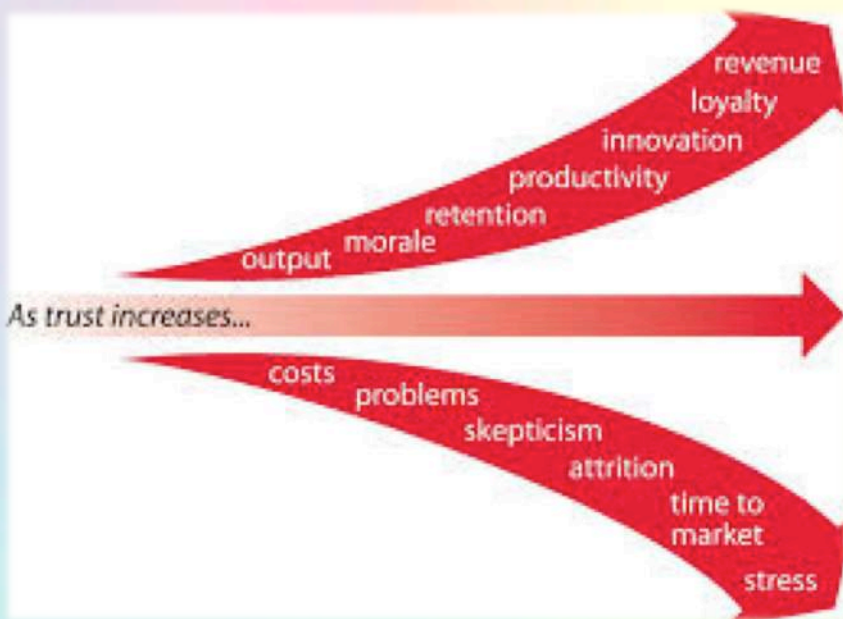 revenue
loyalty
innovation
productivity
retention
morale
output
As trust increases...
costs
problems
skepticism
attrition
time to
market
stress